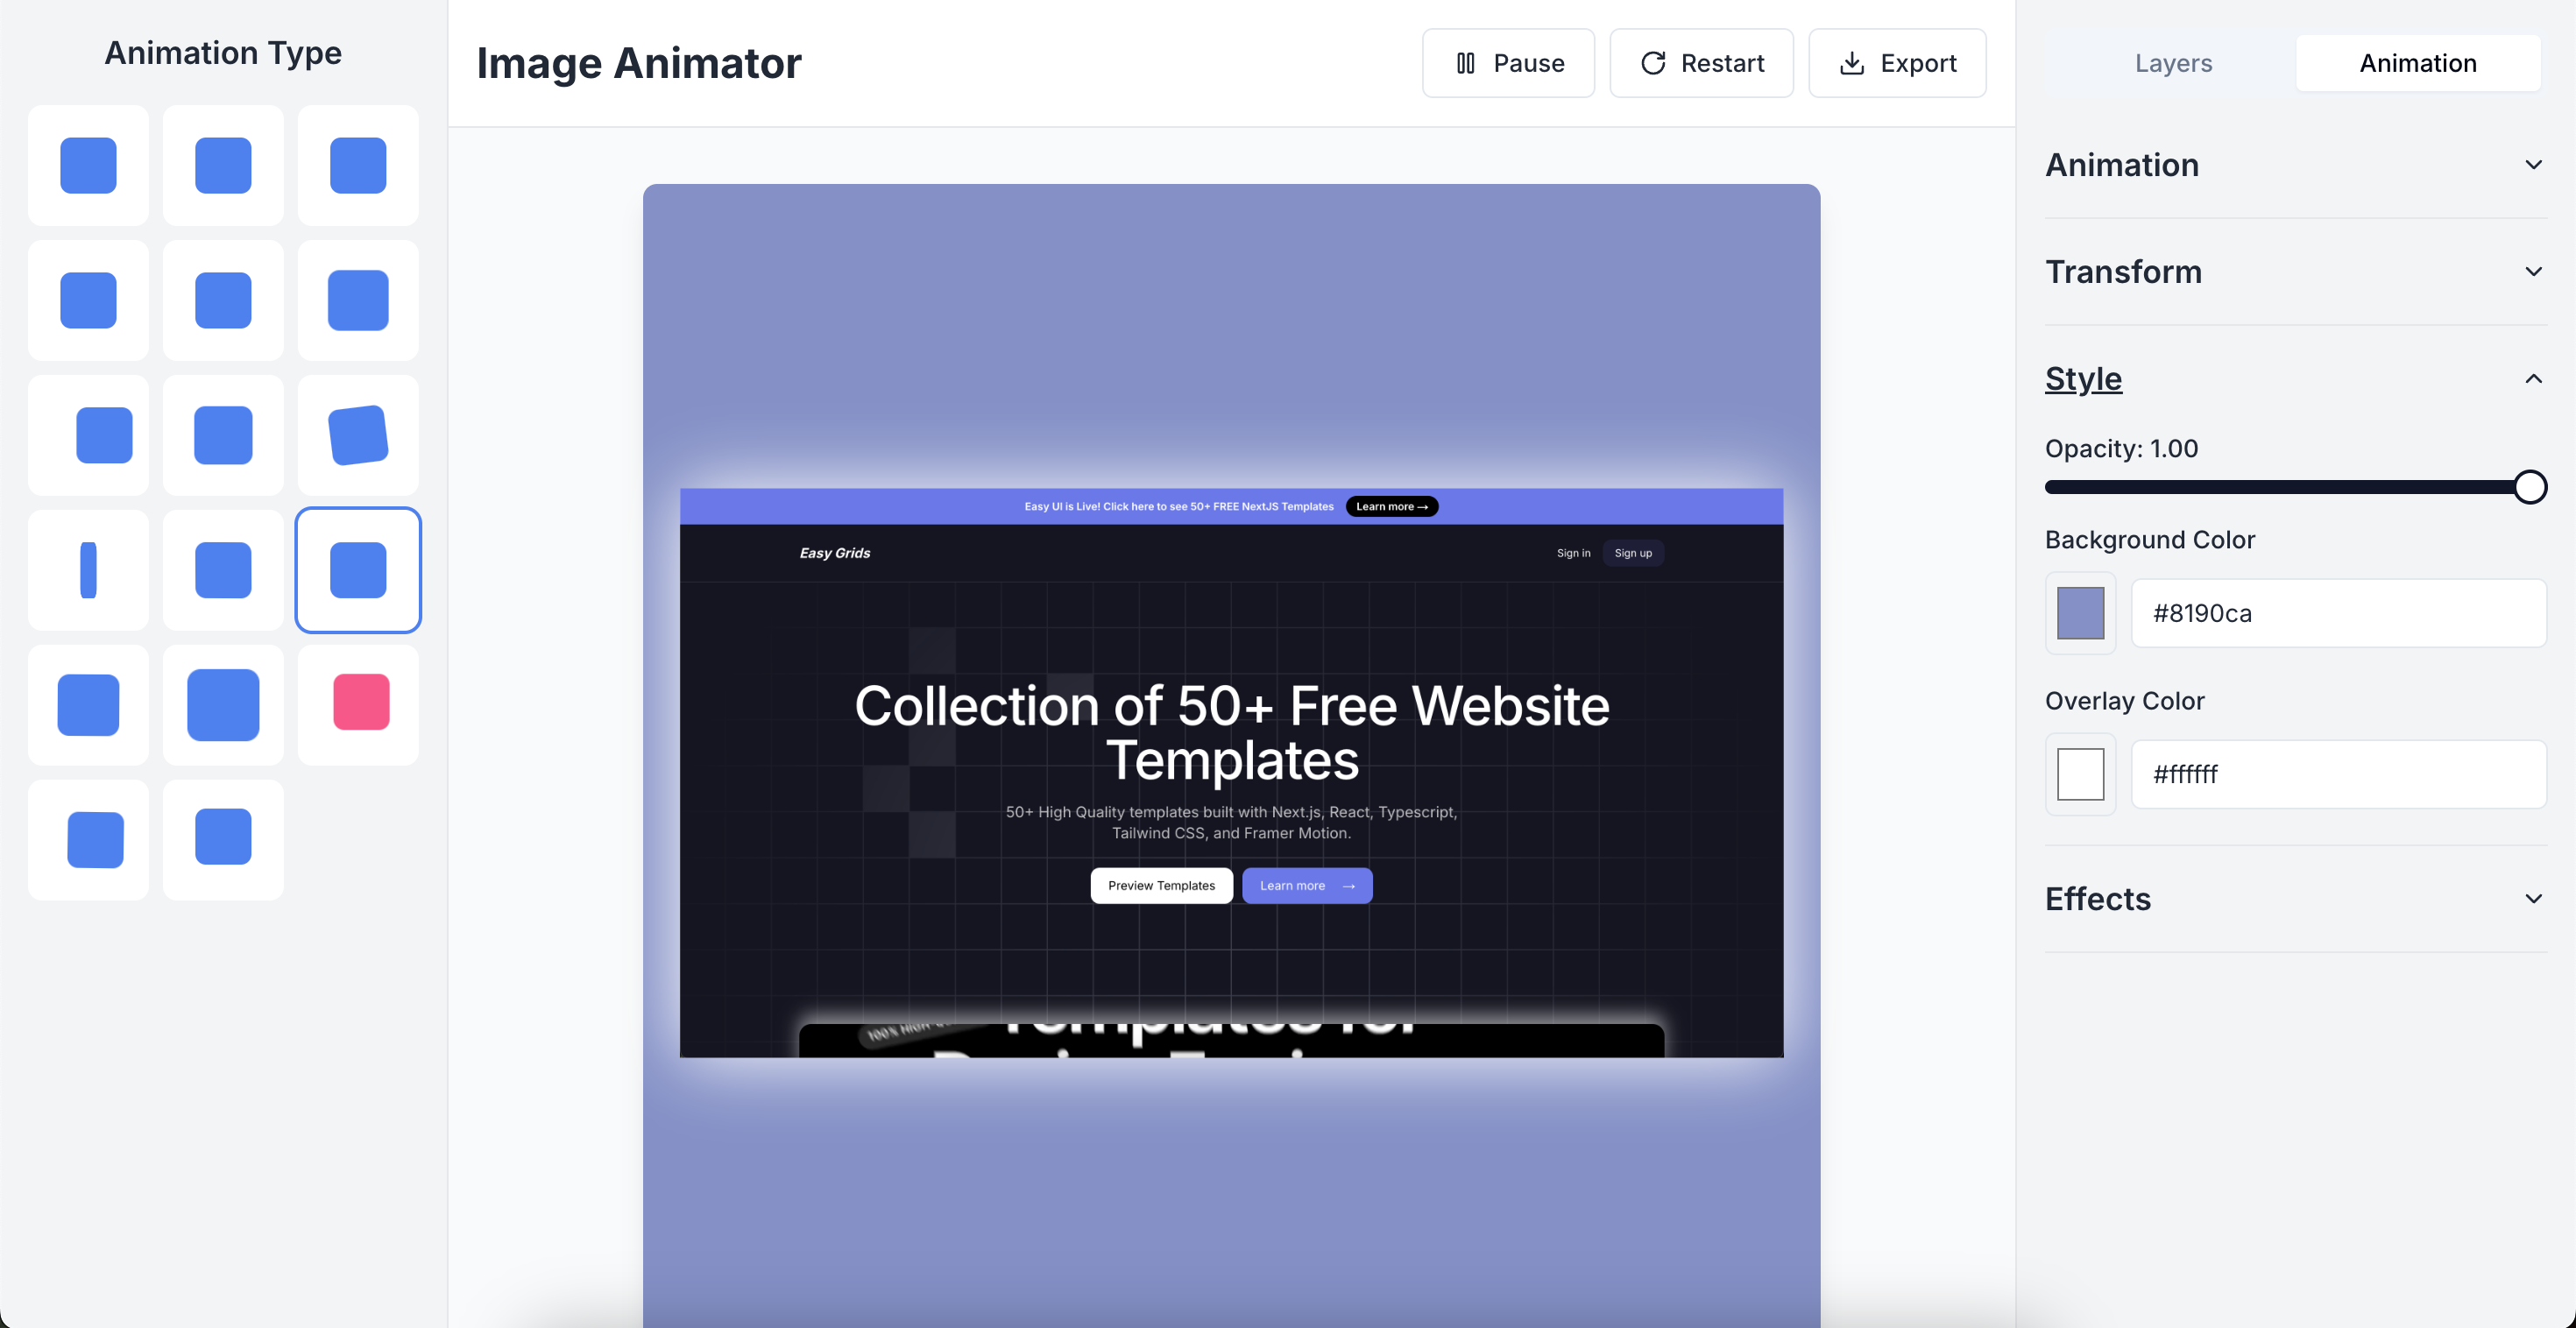 Animation Type
Image Animator
Pause
Restart
Export
Easy UI is Live! Click here to see 50+ FREE NextJS Templates
Learn more →
Easy Grids
Sign in
Sign up
Collection of 50+ Free Website
Templates
50+ High Quality templates built with Next.js, React, Typescript,
Tailwind CSS, and Framer Motion.
Preview Templates
Learn more →
Templates for
Layers
Animation
Animation
Transform
Style
Opacity: 1.00
Background Color
#8190ca
Overlay Color
#ffffff
Effects